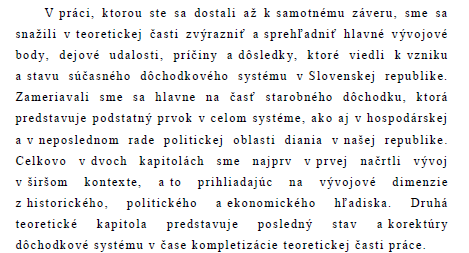 V práci, ktorou ste sa dostali až k samotnému záveru, sme sa
snažili v teoretickej časti zvýrazniť a sprehľadniť hlavné vývojové
body, dejové udalosti, príčiny a dôsledky, ktoré viedli k vzniku
a stavu súčasného dôchodkového systému v Slovenskej republike.
Zameriavali sme sa hlavne na časť starobného dôchodku, ktorá
predstavuje podstatný prvok v celom systéme, ako aj v hospodárskej
a v neposlednom rade politickej oblasti diania v našej republike.
Celkovo v dvoch kapitolách sme najprv v prvej načrtli vývoj
v širšom kontexte, a to prihliadajúc na vývojové dimenzie
z historického, politického a ekonomického hľadiska. Druhá
teoretické kapitola predstavuje posledný stav a korektúry
dôchodkové systému v čase kompletizácie teoretickej časti práce.